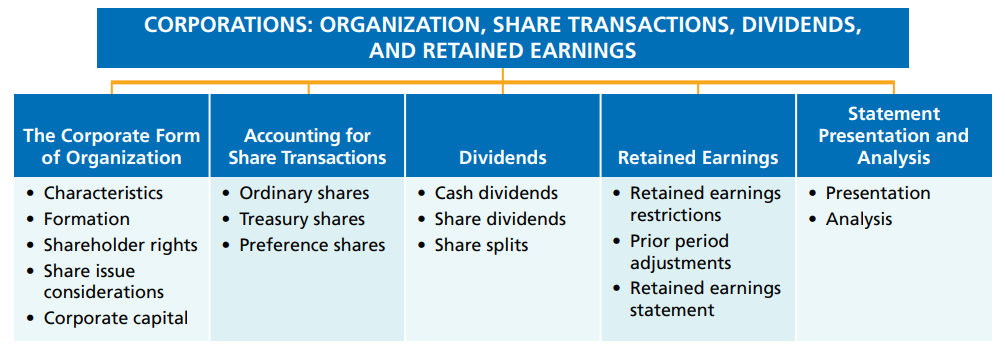 CORPORATIONS: ORGANIZATION, SHARE TRANSACTIONS, DIVIDENDS,
AND RETAINED EARNINGS
The Corporate Form
of Organization
• Characteristics
• Formation
• Shareholder rights
• Share issue
considerations
• Corporate capital
Accounting for
Share Transactions
• Ordinary shares
• Treasury shares
• Preference shares
Dividends
• Cash dividends
• Share dividends
• Share splits
Retained Earnings
• Retained earnings
restrictions
• Prior period
adjustments
• Retained earnings
statement
Statement
Presentation and
Analysis
• Presentation
• Analysis